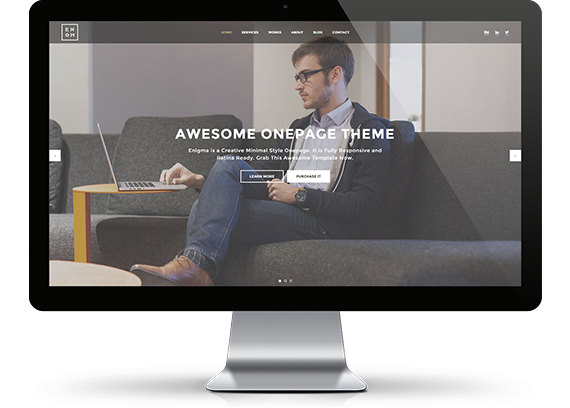 EN
GM
HOME SERVICES WORKS ABOUT BLOG CONTACT
AWESOME ONEPAGE THEME
Enigma is a Creative Minimal Style Onepage. It is Fully Responsive and
Retina Ready. Grab This Awesome Template Now.
LEARN MORE PURCHASE IT